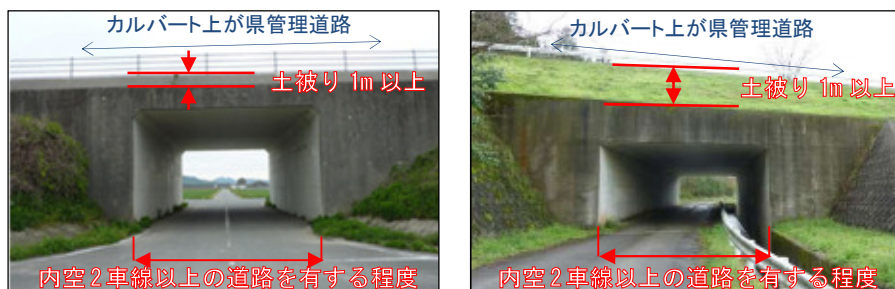 カルバート上が県管理道路
土被り 1m 以上
内空2車線以上の道路を有する程度
カルバート上が県管理道路
土被り 1m 以上
内空2車線以上の道路を有する程度